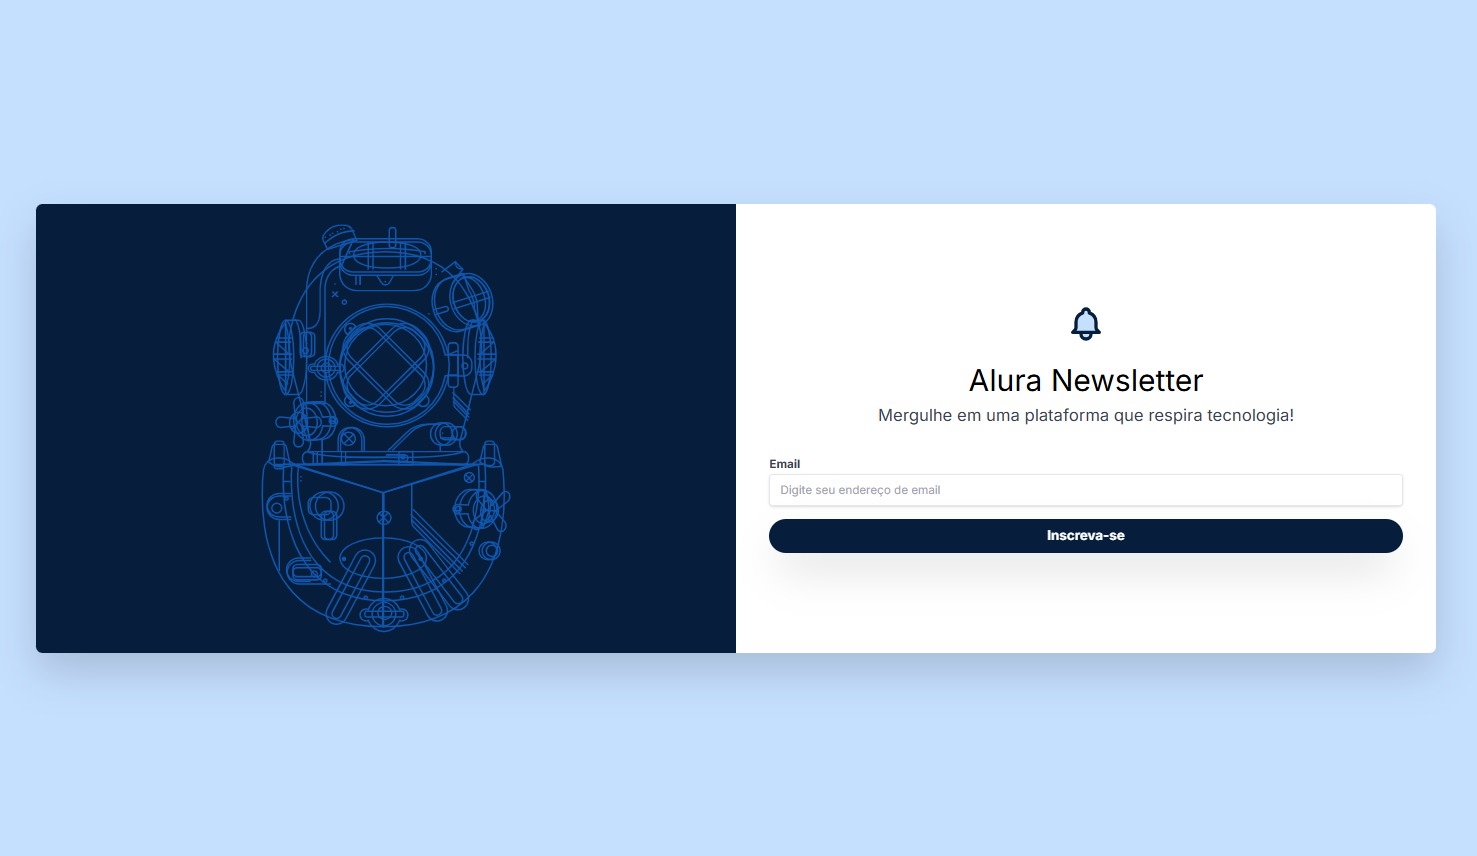 Alura Newsletter
Mergulhe em uma plataforma que respira tecnologia!
Email
Digite seu endereço de email
Inscreva-se